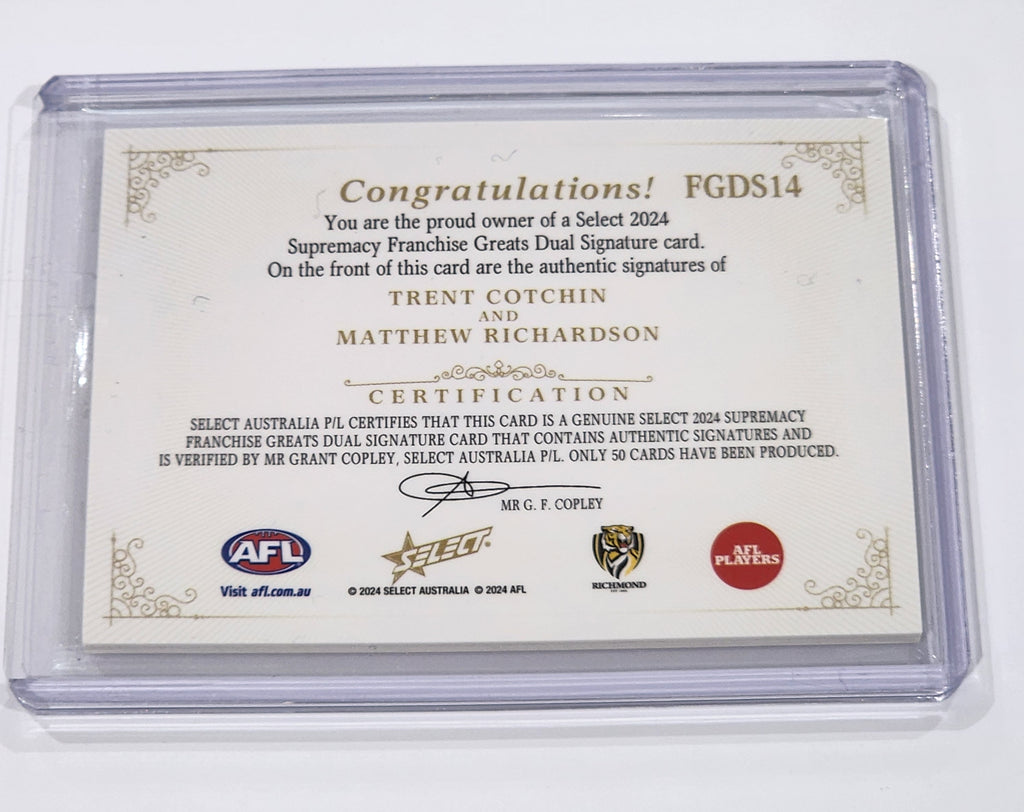 Congratulations! FGDS14
You are the proud owner of a Select 2024
Supremacy Franchise Greats Dual Signature card.
On the front of this card are the authentic signatures of
TRENT COTCHIN
AND
MATTHEW RICHARDSON
CERTIFICATION
SELECT AUSTRALIA P/L CERTIFIES THAT THIS CARD IS A GENUINE SELECT 2024 SUPREMACY
FRANCHISE GREATS DUAL SIGNATURE CARD THAT CONTAINS AUTHENTIC SIGNATURES AND
IS VERIFIED BY MR GRANT COPLEY, SELECT AUSTRALIA P/L. ONLY 50 CARDS HAVE BEEN PRODUCED.
MR G. F. COPLEY
AFL
Visit afl.com.au
SELECT
© 2024 SELECT AUSTRALIA © 2024 AFL
RICHMOND
AFL
PLAYERS